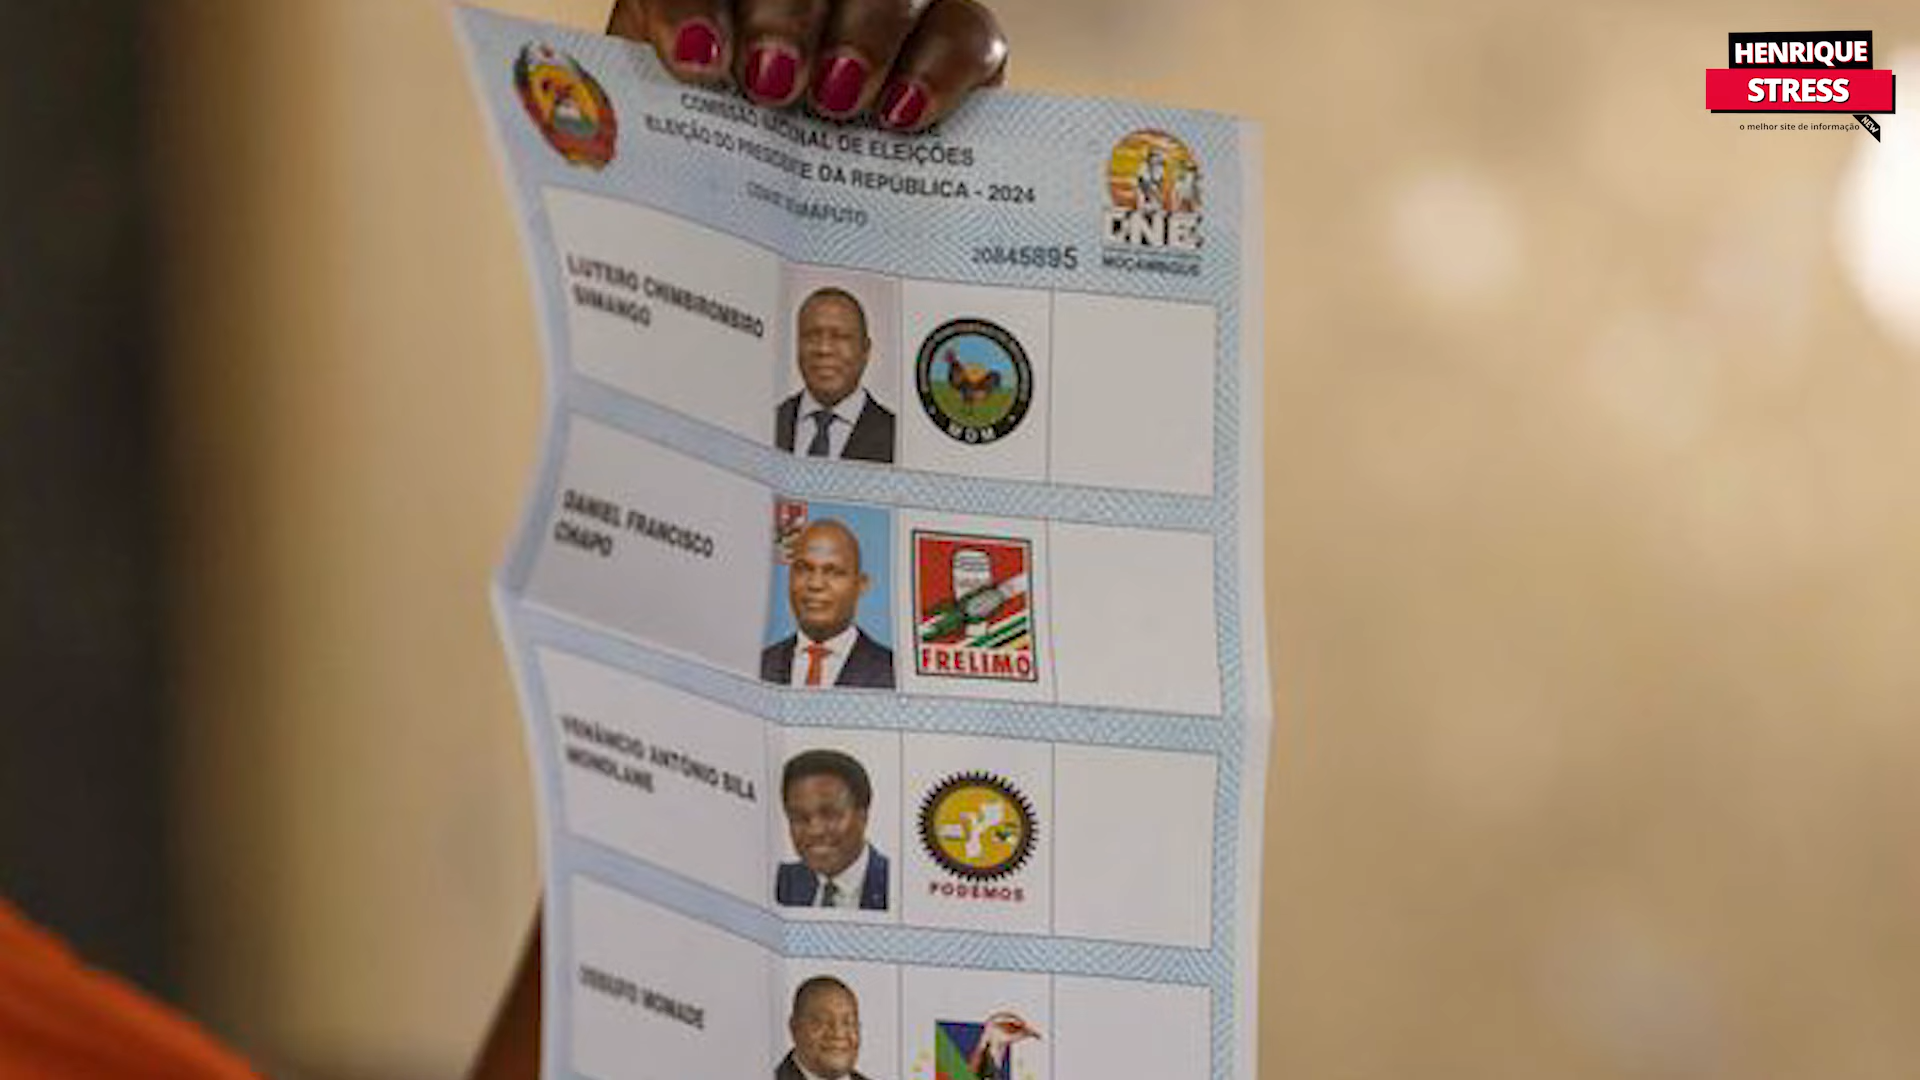 HENRIQUE
STRESS
o melhor site de informação
NEW
COMISSÃO NACIONAL DE ELEIÇÕES
ELEIÇÃO DO PRESIDENTE DA REPÚBLICA - 2024
MAPUTO
20845895
CNE
MOÇAMBIQUE
LUTERO CHIMBIROMBIRO
SIMANGO
MDM
DANIEL FRANCISCO
CHAPO
FRELIMO
VENÂNCIO ANTÓNIO BILA
MONDLANE
PODEMOS
OSSUFO MOMADE